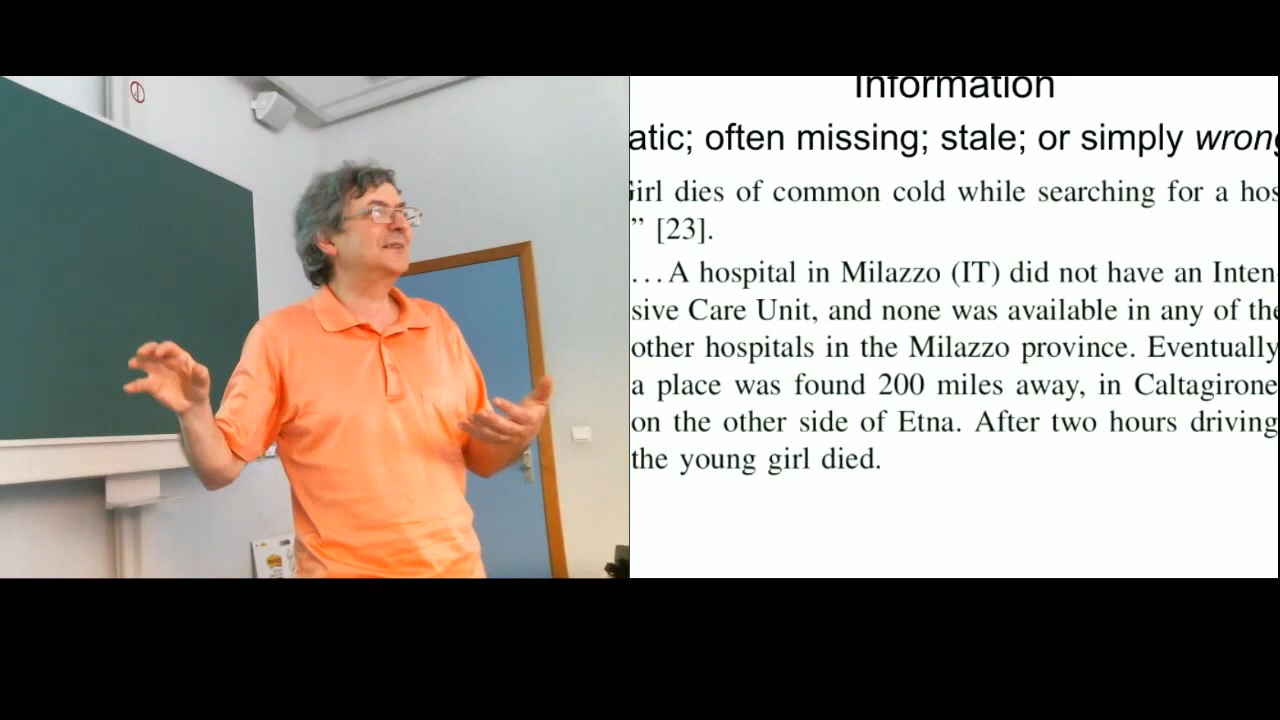 Information
atic; often missing; stale; or simply wrong
Girl dies of common cold while searching for a hos
” [23].
...A hospital in Milazzo (IT) did not have an Inten
sive Care Unit, and none was available in any of the
other hospitals in the Milazzo province. Eventually
a place was found 200 miles away, in Caltagirone
on the other side of Etna. After two hours driving
the young girl died.